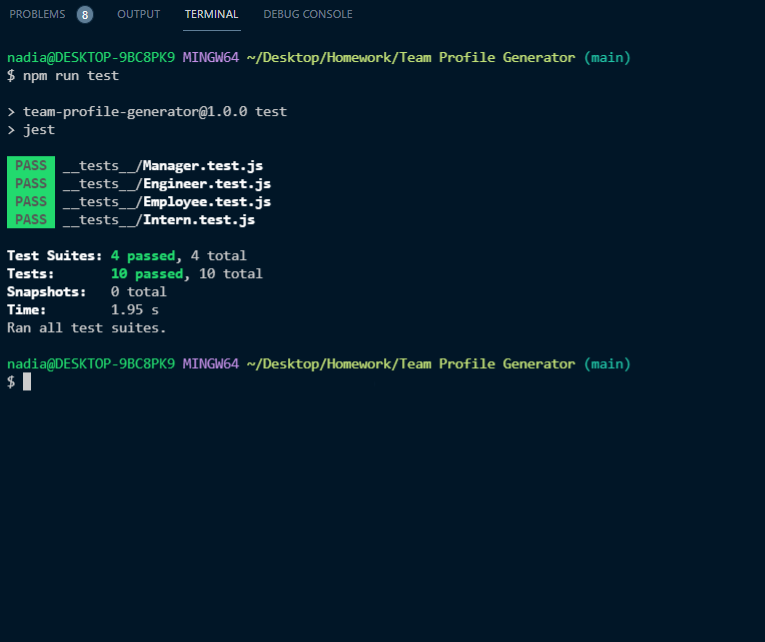 PROBLEMS 8 OUTPUT TERMINAL DEBUG CONSOLE
nadia@DESKTOP-9BC8PK9 MINGW64 ~/Desktop/Homework/Team Profile Generator (main)
$ npm run test
> team-profile-generator@1.0.0 test
> jest
PASS __tests__/Manager.test.js
PASS __tests__/Engineer.test.js
PASS __tests__/Employee.test.js
PASS __tests__/Intern.test.js
Test Suites: 4 passed, 4 total
Tests: 10 passed, 10 total
Snapshots: 0 total
Time: 1.95 s
Ran all test suites.
nadia@DESKTOP-9BC8PK9 MINGW64 ~/Desktop/Homework/Team Profile Generator (main)
$